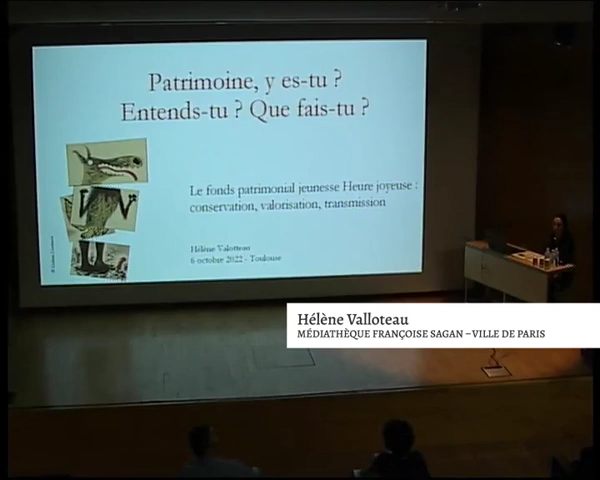 Patrimoine, y es-tu ?
Entends-tu ? Que fais-tu ?
Le fonds patrimonial jeunesse Heure joyeuse :
conservation, valorisation, transmission
Hélène Valotteau
6 octobre 2022 - Toulouse
Hélène Valloteau
MÉDIATHÈQUE FRANÇOISE SAGAN – VILLE DE PARIS